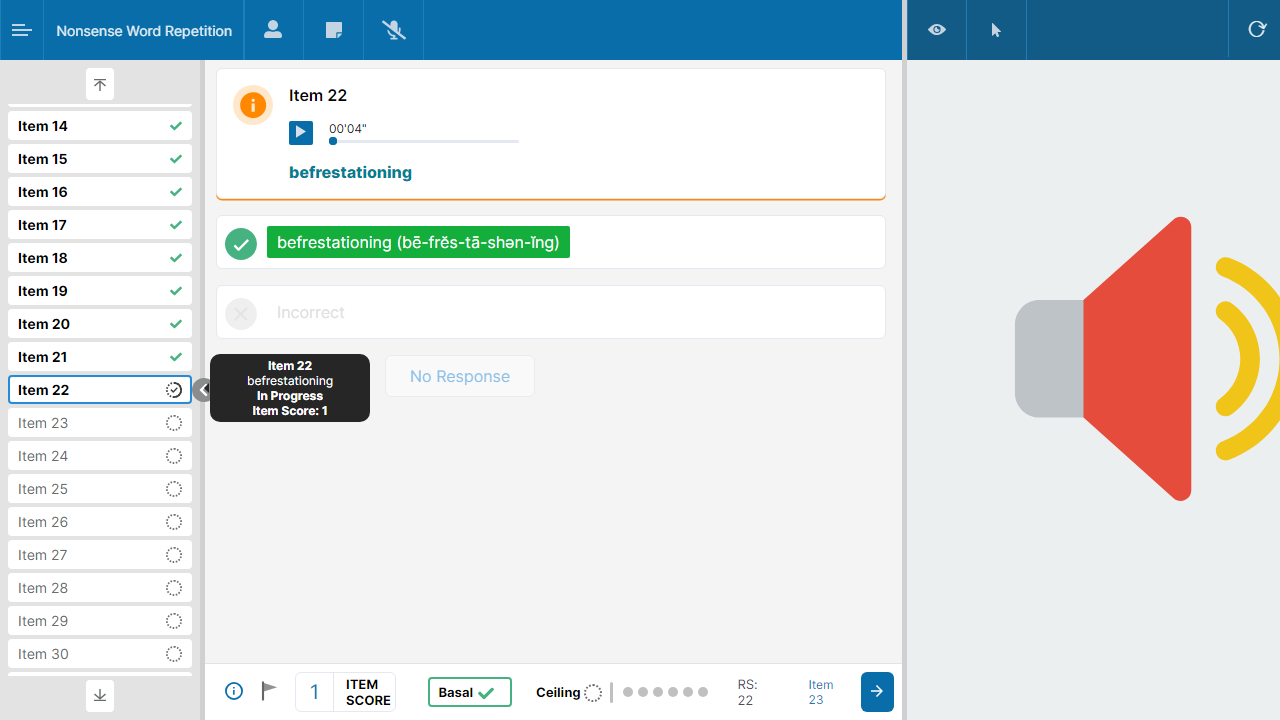 Nonsense Word Repetition
Item 14
Item 15
Item 16
Item 17
Item 18
Item 19
Item 20
Item 21
Item 22
Item 23
Item 24
Item 25
Item 26
Item 27
Item 28
Item 29
Item 30
Item 22
00'04"
befrestationing
befrestationing (bē-frĕs-tā-shən-ĭng)
Incorrect
Item 22
befrestationing
In Progress
Item Score: 1
No Response
1
ITEM
SCORE
Basal
Ceiling
RS:
22
Item
23